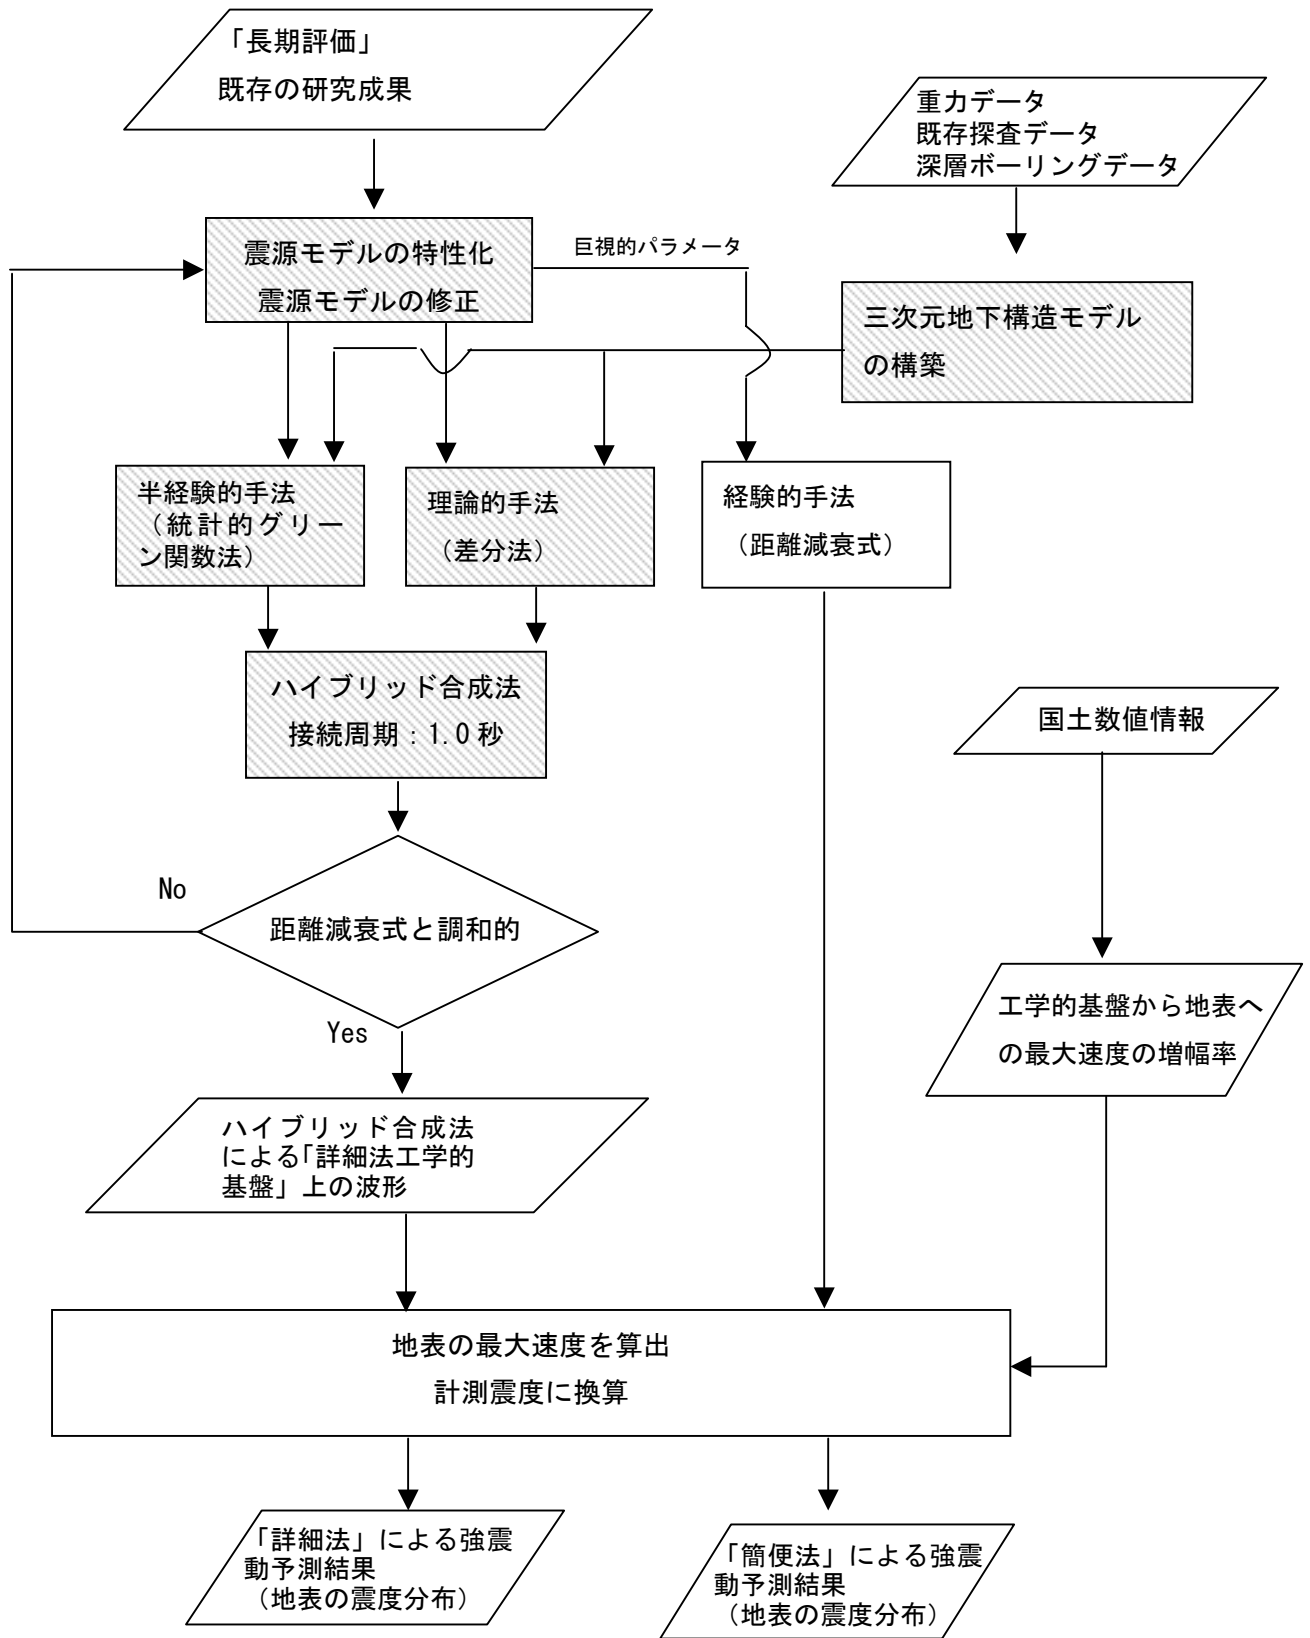 「長期評価」
既存の研究成果
重力データ
既存探査データ
深層ボーリングデータ
震源モデルの特性化
震源モデルの修正
巨視的パラメータ
三次元地下構造モデル
の構築
半経験的手法
（統計的グリー
ン関数法）
理論的手法
（差分法）
経験的手法
（距離減衰式）
ハイブリッド合成法
接続周期：1.0 秒
国土数値情報
No
距離減衰式と調和的
Yes
工学的基盤から地表へ
の最大速度の増幅率
ハイブリッド合成法
による「詳細法工学的
基盤」上の波形
地表の最大速度を算出
計測震度に換算
「詳細法」による強震
動予測結果
（地表の震度分布）
「簡便法」による強震
動予測結果
（地表の震度分布）